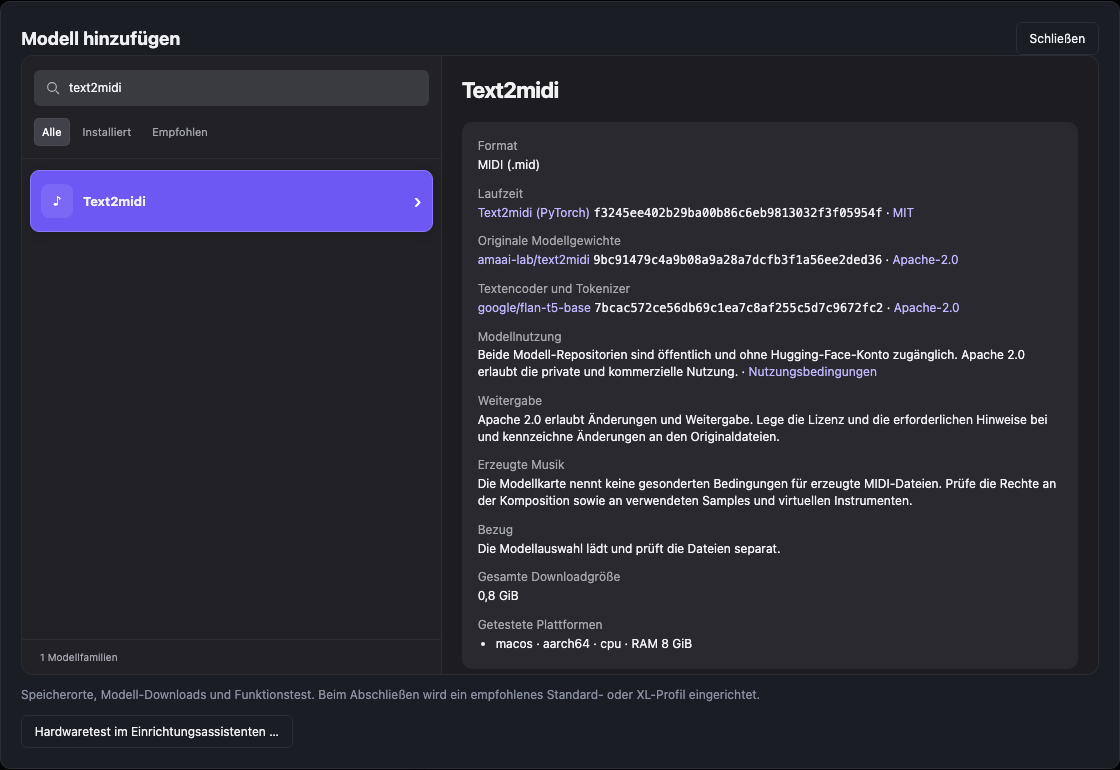 Modell hinzufügen
Schließen
text2midi
Alle
Installiert
Empfohlen
♪
Text2midi
1 Modellfamilien
Text2midi
Format
MIDI (.mid)
Laufzeit
Text2midi (PyTorch) f3245ee402b29ba00b86c6eb9813032f3f05954f · MIT
Originale Modellgewichte
amaai-lab/text2midi 9bc91479c4a9b08a9a28a7dcfb3f1a56ee2ded36 · Apache-2.0
Textencoder und Tokenizer
google/flan-t5-base 7bcac572ce56db69c1ea7c8af255c5d7c9672fc2 · Apache-2.0
Modellnutzung
Beide Modell-Repositorien sind öffentlich und ohne Hugging-Face-Konto zugänglich. Apache 2.0
erlaubt die private und kommerzielle Nutzung. · Nutzungsbedingungen
Weitergabe
Apache 2.0 erlaubt Änderungen und Weitergabe. Lege die Lizenz und die erforderlichen Hinweise bei
und kennzeichne Änderungen an den Originaldateien.
Erzeugte Musik
Die Modellkarte nennt keine gesonderten Bedingungen für erzeugte MIDI-Dateien. Prüfe die Rechte an
der Komposition sowie an verwendeten Samples und virtuellen Instrumenten.
Bezug
Die Modellauswahl lädt und prüft die Dateien separat.
Gesamte Downloadgröße
0,8 GiB
Getestete Plattformen
• macos · aarch64 · cpu · RAM 8 GiB
Speicherorte, Modell-Downloads und Funktionstest. Beim Abschließen wird ein empfohlenes Standard- oder XL-Profil eingerichtet.
Hardwaretest im Einrichtungsassistenten ...